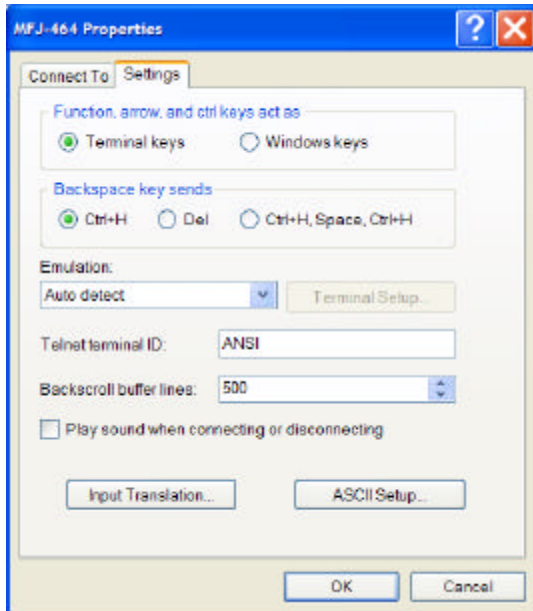 MFJ-464 Properties
Connect To Settings
Function, arrow, and ctrl keys act as
Terminal keys Windows keys
Backspace key sends
Ctrl+H Del Ctrl+H, Space, Ctrl+H
Emulation:
Auto detect Terminal Setup...
Telnet terminal ID: ANSI
Backscroll buffer lines: 500
Play sound when connecting or disconnecting
Input Translation... ASCII Setup...
OK Cancel